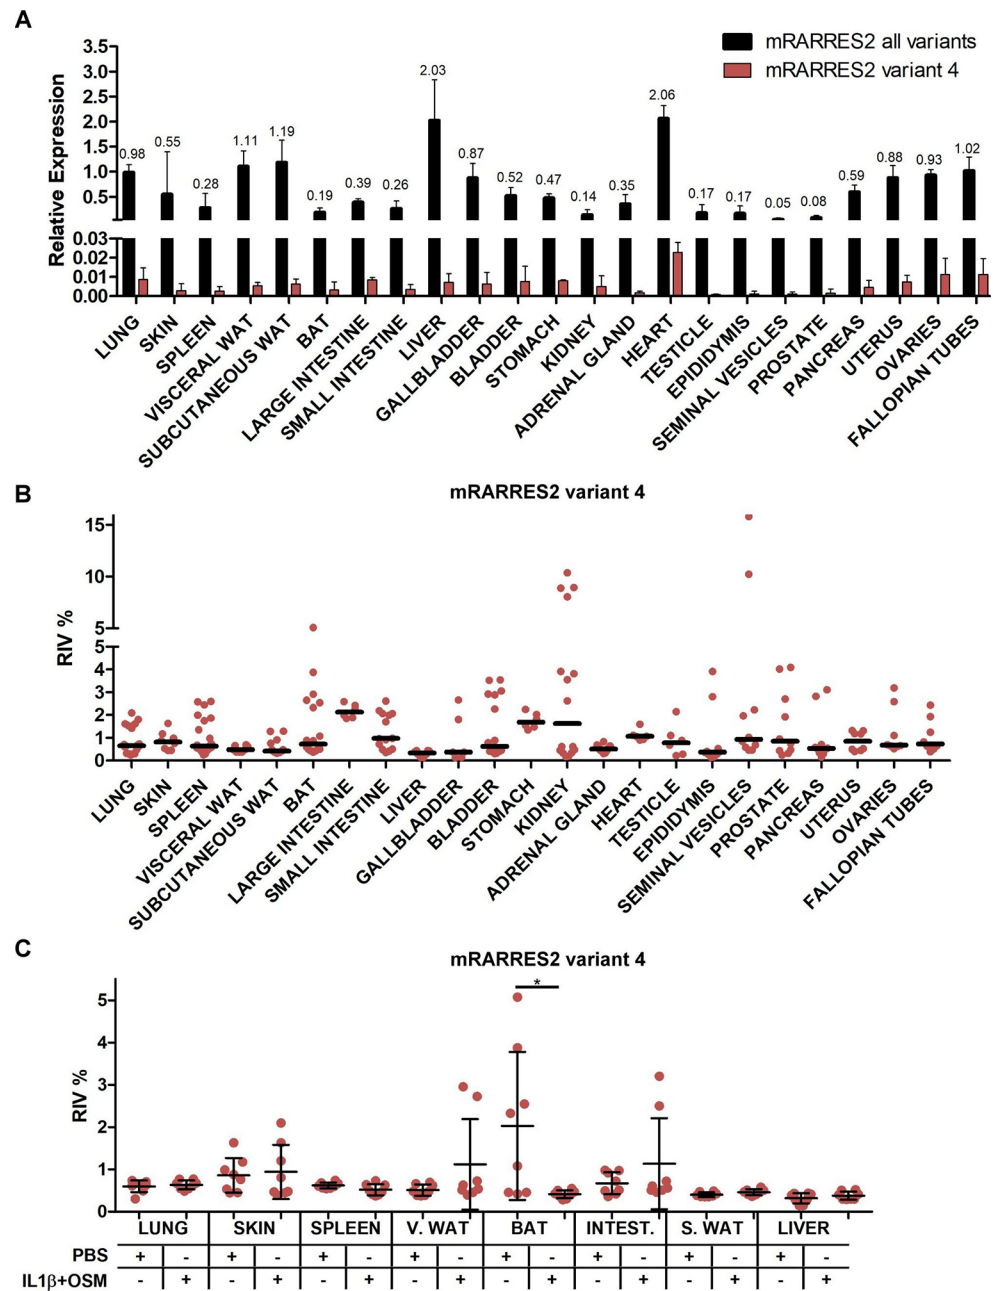 A
mRARRES2 all variants
mRARRES2 variant 4
Relative Expression
3.5
3.0
2.5
2.0
1.5
1.0
0.5
0.03
0.02
0.01
0.00
0.98
0.55
0.28
1.11
1.19
0.19
0.39
0.26
2.03
0.87
0.52
0.47
0.14
0.35
2.06
0.17
0.17
0.05
0.08
0.59
0.88
0.93
1.02
LUNG
SKIN
SPLEEN
VISCERAL WAT
SUBCUTANEOUS WAT
BAT
LARGE INTESTINE
SMALL INTESTINE
LIVER
GALLBLADDER
BLADDER
STOMACH
KIDNEY
ADRENAL GLAND
HEART
TESTICLE
EPIDIDYMIS
SEMINAL VESICLES
PROSTATE
PANCREAS
UTERUS
OVARIES
FALLOPIAN TUBES
B
mRARRES2 variant 4
RIV %
15
10
5
5
4
3
2
1
0
LUNG
SKIN
SPLEEN
VISCERAL WAT
SUBCUTANEOUS WAT
BAT
LARGE INTESTINE
SMALL INTESTINE
LIVER
GALLBLADDER
BLADDER
STOMACH
KIDNEY
ADRENAL GLAND
HEART
TESTICLE
EPIDIDYMIS
SEMINAL VESICLES
PROSTATE
PANCREAS
UTERUS
OVARIES
FALLOPIAN TUBES
C
mRARRES2 variant 4
*
RIV %
5
4
3
2
1
0
LUNG SKIN SPLEEN V. WAT BAT INTEST. S. WAT LIVER
PBS + - + - + - + - + - + - + - + -
IL1β+OSM - + - + - + - + - + - + - + - +